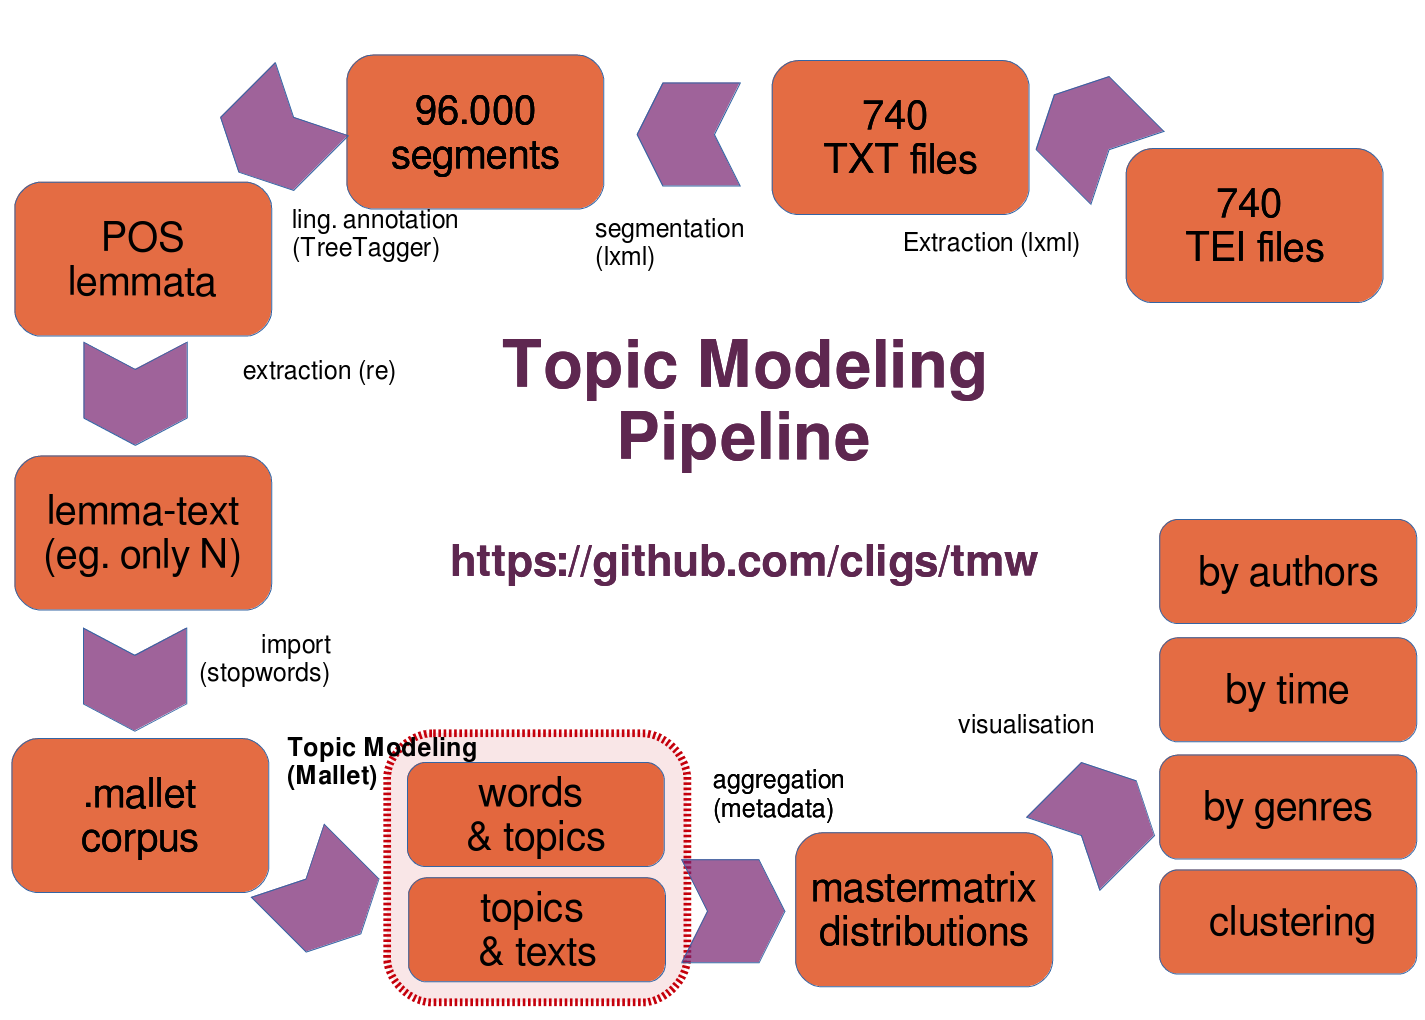 740
TEI files
Extraction (lxml)
740
TXT files
segmentation
(lxml)
96.000
segments
ling. annotation
(TreeTagger)
POS
lemmata
extraction (re)
Topic Modeling
Pipeline
https://github.com/cligs/tmw
lemma-text
(eg. only N)
import
(stopwords)
.mallet
corpus
Topic Modeling
(Mallet)
words
& topics
topics
& texts
aggregation
(metadata)
mastermatrix
distributions
visualisation
by authors
by time
by genres
clustering